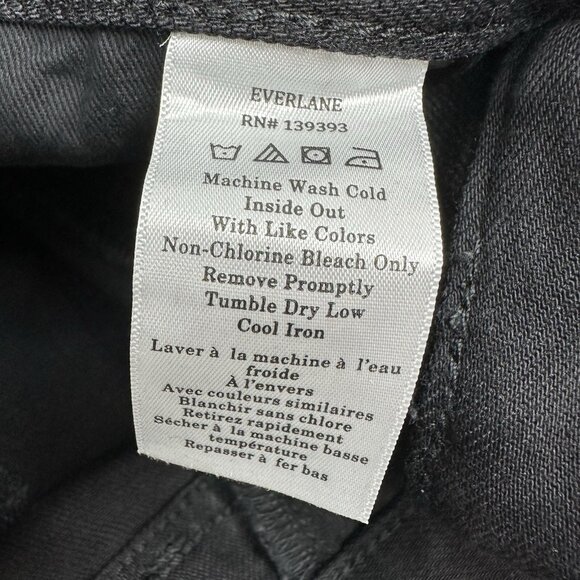 EVERLANE
RN# 139393
Machine Wash Cold
Inside Out
With Like Colors
Non-Chlorine Bleach Only
Remove Promptly
Tumble Dry Low
Cool Iron
Laver à la machine à l'eau
froide
À l'envers
Avec couleurs similaires
Blanchir sans chlore
Retirez rapidement
Sécher à la machine basse
température
Repasser à fer bas